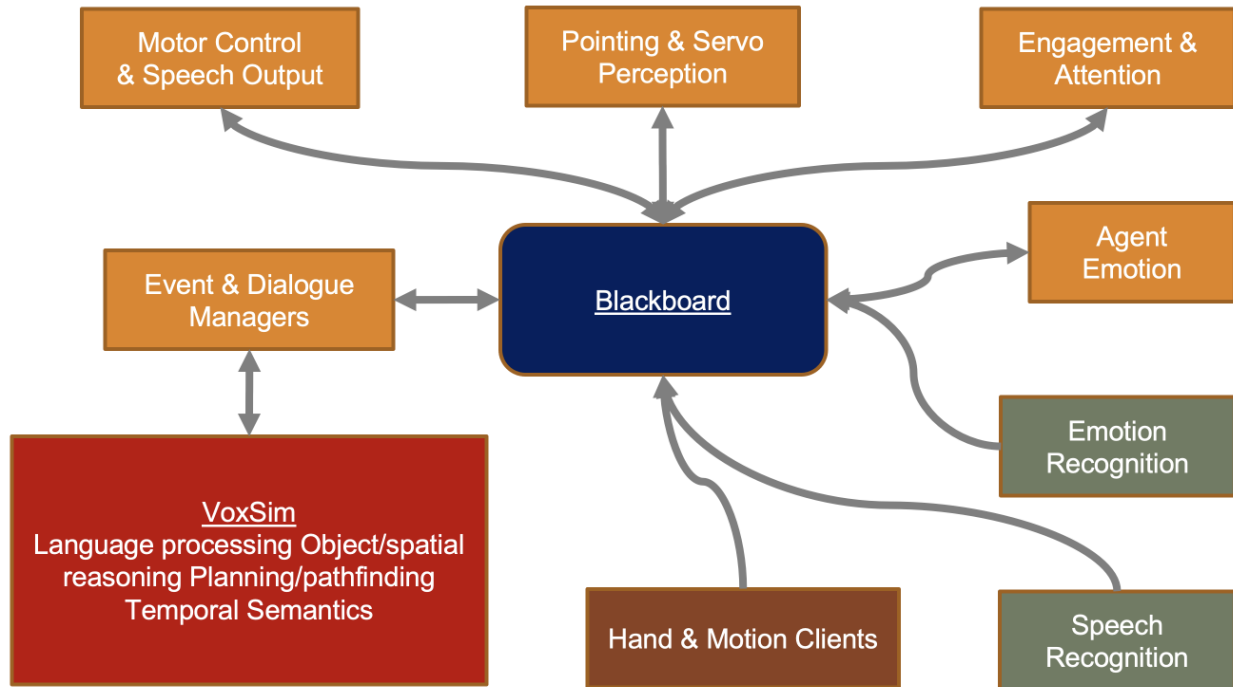 Motor Control
& Speech Output
Pointing & Servo
Perception
Engagement &
Attention
Event & Dialogue
Managers
Blackboard
Agent
Emotion
Emotion
Recognition
VoxSim
Language processing Object/spatial
reasoning Planning/pathfinding
Temporal Semantics
Hand & Motion Clients
Speech
Recognition